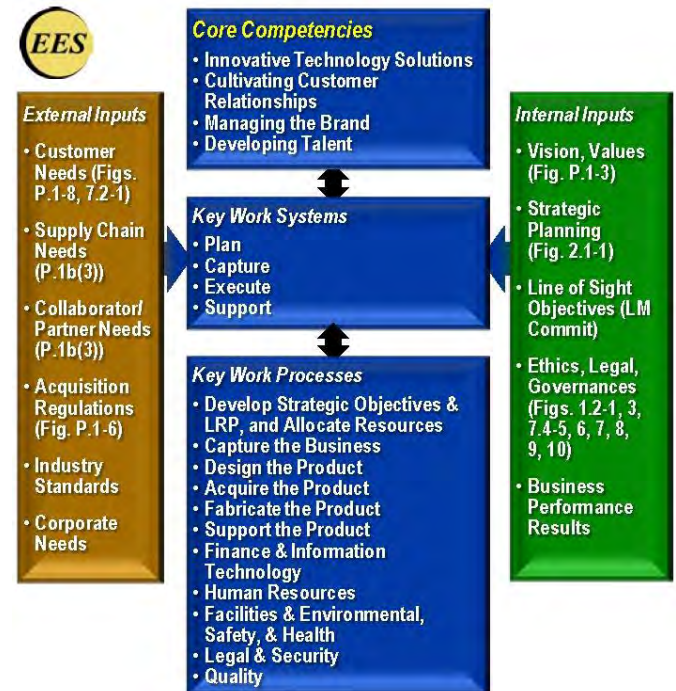 EES
Core Competencies
• Innovative Technology Solutions
• Cultivating Customer
Relationships
• Managing the Brand
• Developing Talent
External Inputs
• Customer
Needs (Figs.
P.1-8, 7.2-1)
• Supply Chain
Needs
(P.1b(3))
• Collaborator/
Partner Needs
(P.1b(3))
• Acquisition
Regulations
(Fig. P.1-6)
• Industry
Standards
• Corporate
Needs
Key Work Systems
• Plan
• Capture
• Execute
• Support
Key Work Processes
• Develop Strategic Objectives &
LRP, and Allocate Resources
• Capture the Business
• Design the Product
• Acquire the Product
• Fabricate the Product
• Support the Product
• Finance & Information
Technology
• Human Resources
• Facilities & Environmental,
Safety, & Health
• Legal & Security
• Quality
Internal Inputs
• Vision, Values
(Fig. P.1-3)
• Strategic
Planning
(Fig. 2.1-1)
• Line of Sight
Objectives (LM
Commit)
• Ethics, Legal,
Governances
(Figs. 1.2-1, 3,
7.4-5, 6, 7, 8,
9, 10)
• Business
Performance
Results